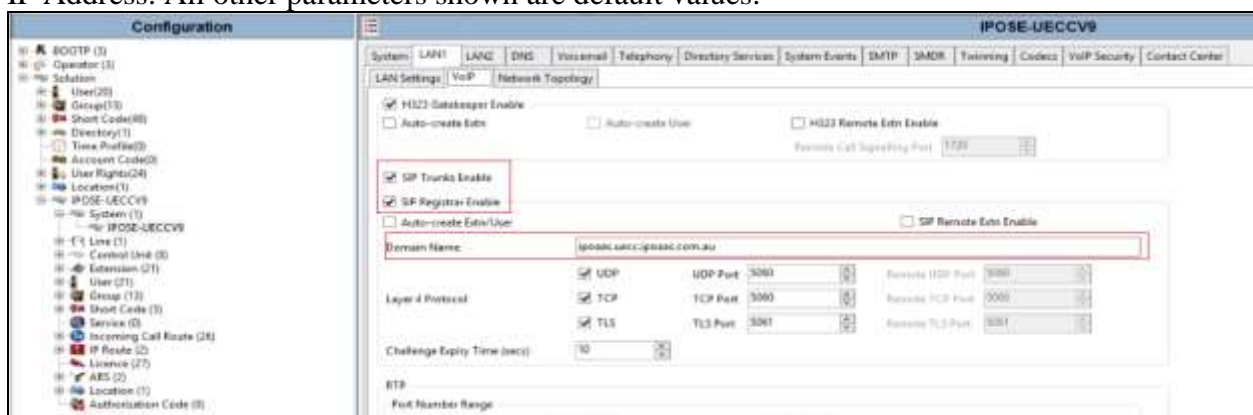 IP Address. All other parameters shown are default values.
Configuration
IPOSE-UECCV9
BOOTP (3)
Operator (3)
Solution
User(20)
Group(13)
Short Code(48)
Directory(1)
Time Profile(0)
Account Code(0)
User Rights(24)
Location(1)
IPOSE-UECCV9
System (1)
IPOSE-UECCV9
Line (1)
Control Unit (8)
Extension (21)
User (21)
Group (13)
Short Code (5)
Service (0)
Incoming Call Route (26)
IP Route (2)
Licence (27)
ARS (2)
Location (1)
Authorization Code (0)
System LAN1 LAN2 DNS Voicemail Telephony Directory Services System Events SMTP SMDR Twinning Codecs VoIP Security Contact Center
LAN Settings VoIP Network Topology
H323 Gatekeeper Enable
Auto-create Extn Auto-create User H323 Remote Extn Enable
Remote Call Signalling Port 1720
SIP Trunks Enable
SIP Registrar Enable
Auto-create Extn/User SIP Remote Extn Enable
Domain Name
UDP UDP Port 5060 Remote UDP Port 5060
Layer 4 Protocol TCP TCP Port 5060 Remote TCP Port 5060
TLS TLS Port 5061 Remote TLS Port 5061
Challenge Expiry Time (secs) 10
RTP
Port Number Range